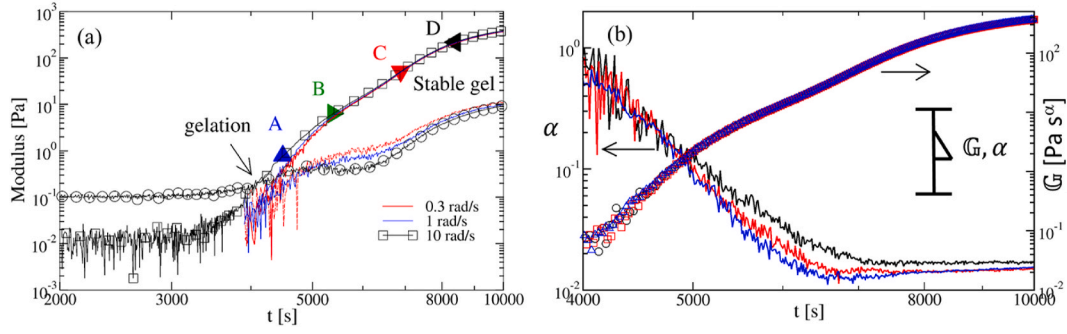 (a)
Modulus [Pa]
10³
10²
10¹
10⁰
10⁻¹
10⁻²
10⁻³
gelation
A
B
C
D
Stable gel
0.3 rad/s
1 rad/s
10 rad/s
2000 3000 5000 8000 10000
t [s]
(b)
α
10⁰
10⁻¹
10⁻²
𝔾, α
10²
10¹
10⁰
10⁻¹
10⁻²
𝔾 [Pa s^α]
4000 5000 8000 10000
t [s]